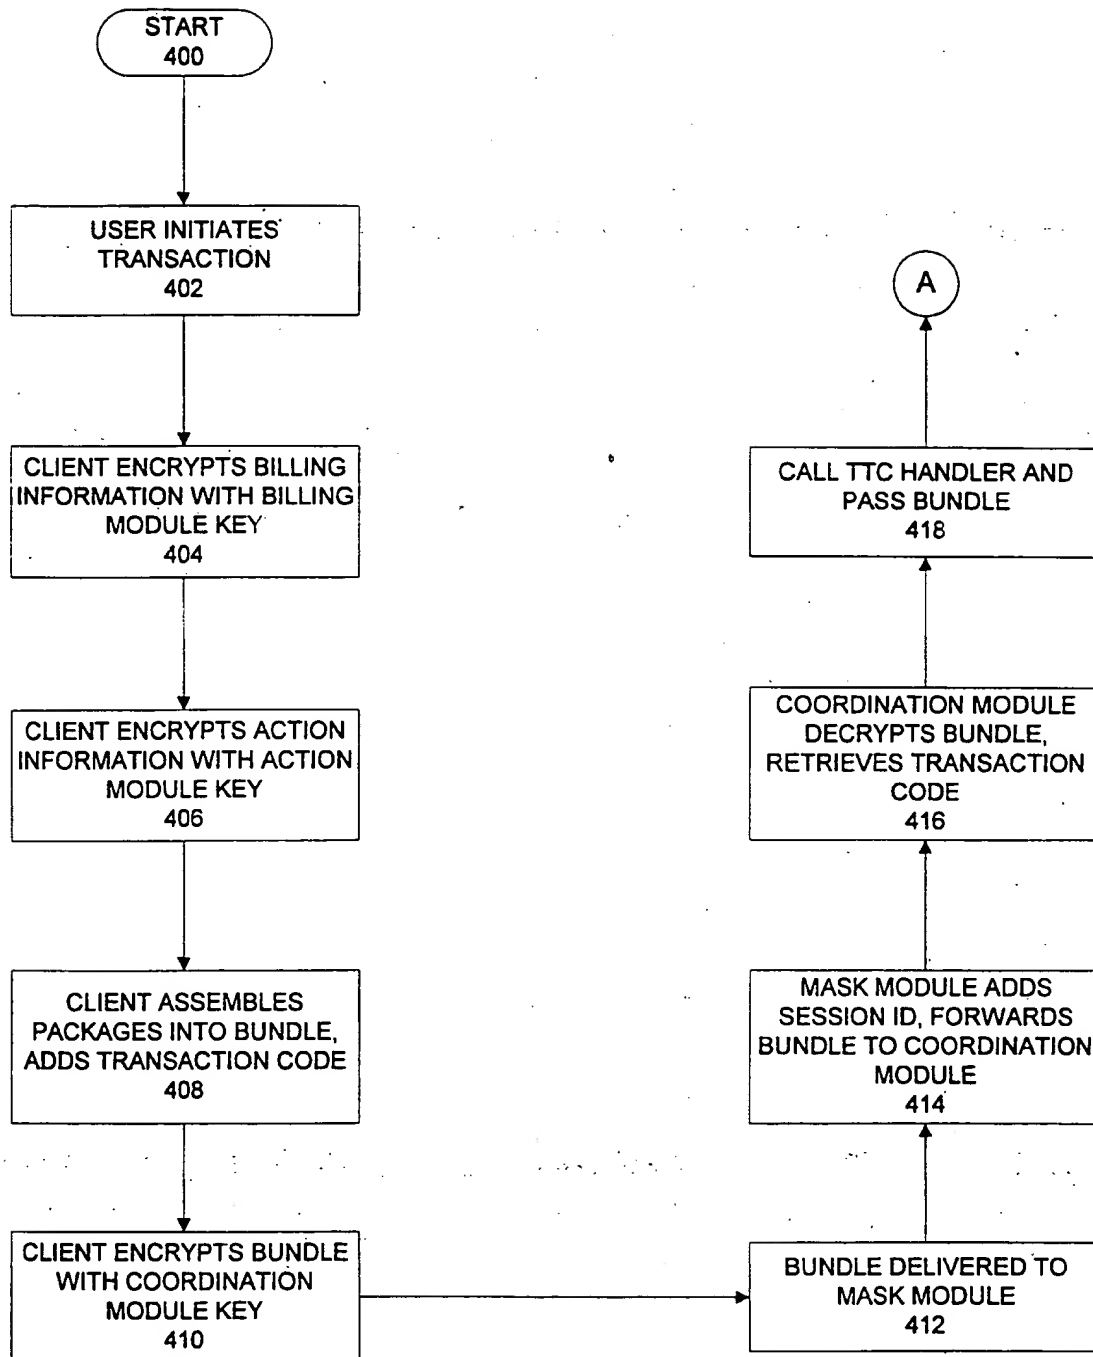 START
400
USER INITIATES
TRANSACTION
402
CLIENT ENCRYPTS BILLING
INFORMATION WITH BILLING
MODULE KEY
404
CLIENT ENCRYPTS ACTION
INFORMATION WITH ACTION
MODULE KEY
406
CLIENT ASSEMBLES
PACKAGES INTO BUNDLE,
ADDS TRANSACTION CODE
408
CLIENT ENCRYPTS BUNDLE
WITH COORDINATION
MODULE KEY
410
BUNDLE DELIVERED TO
MASK MODULE
412
MASK MODULE ADDS
SESSION ID, FORWARDS
BUNDLE TO COORDINATION
MODULE
414
COORDINATION MODULE
DECRYPTS BUNDLE,
RETRIEVES TRANSACTION
CODE
416
CALL TTC HANDLER AND
PASS BUNDLE
418
A